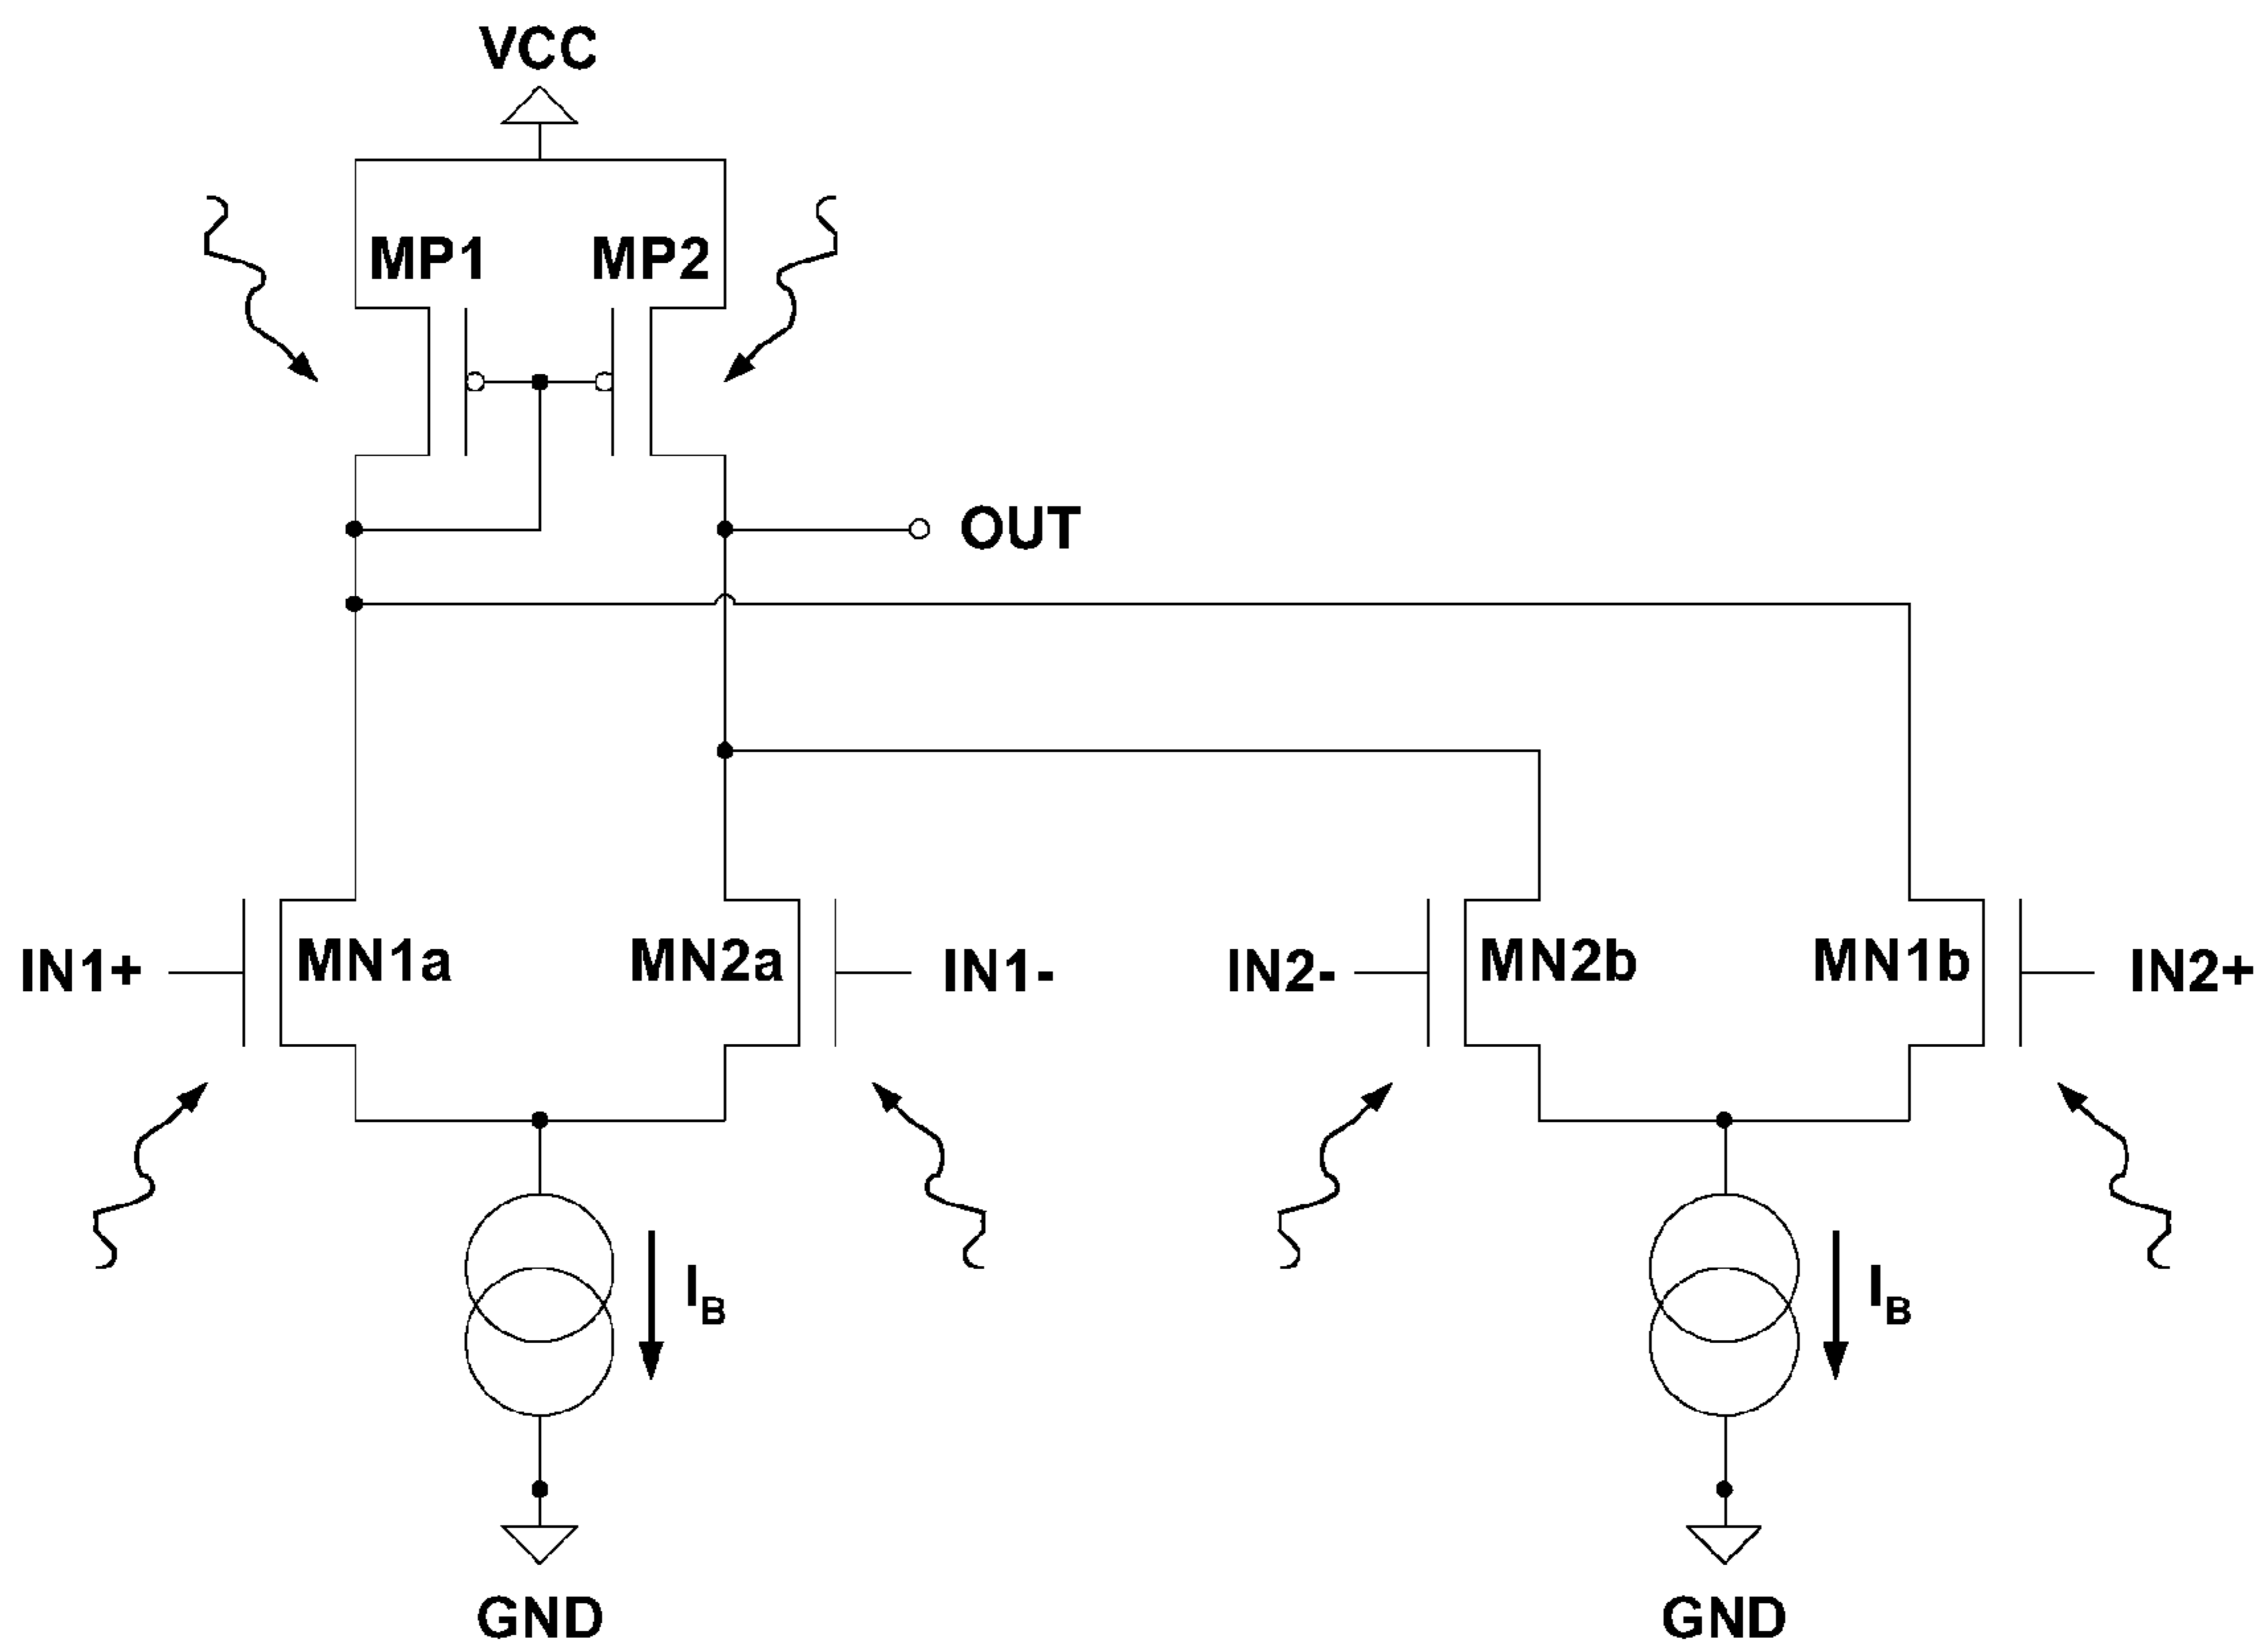 VCC
MP1 MP2
OUT
IN1+ MN1a MN2a IN1- IN2- MN2b MN1b IN2+
IB IB
GND GND